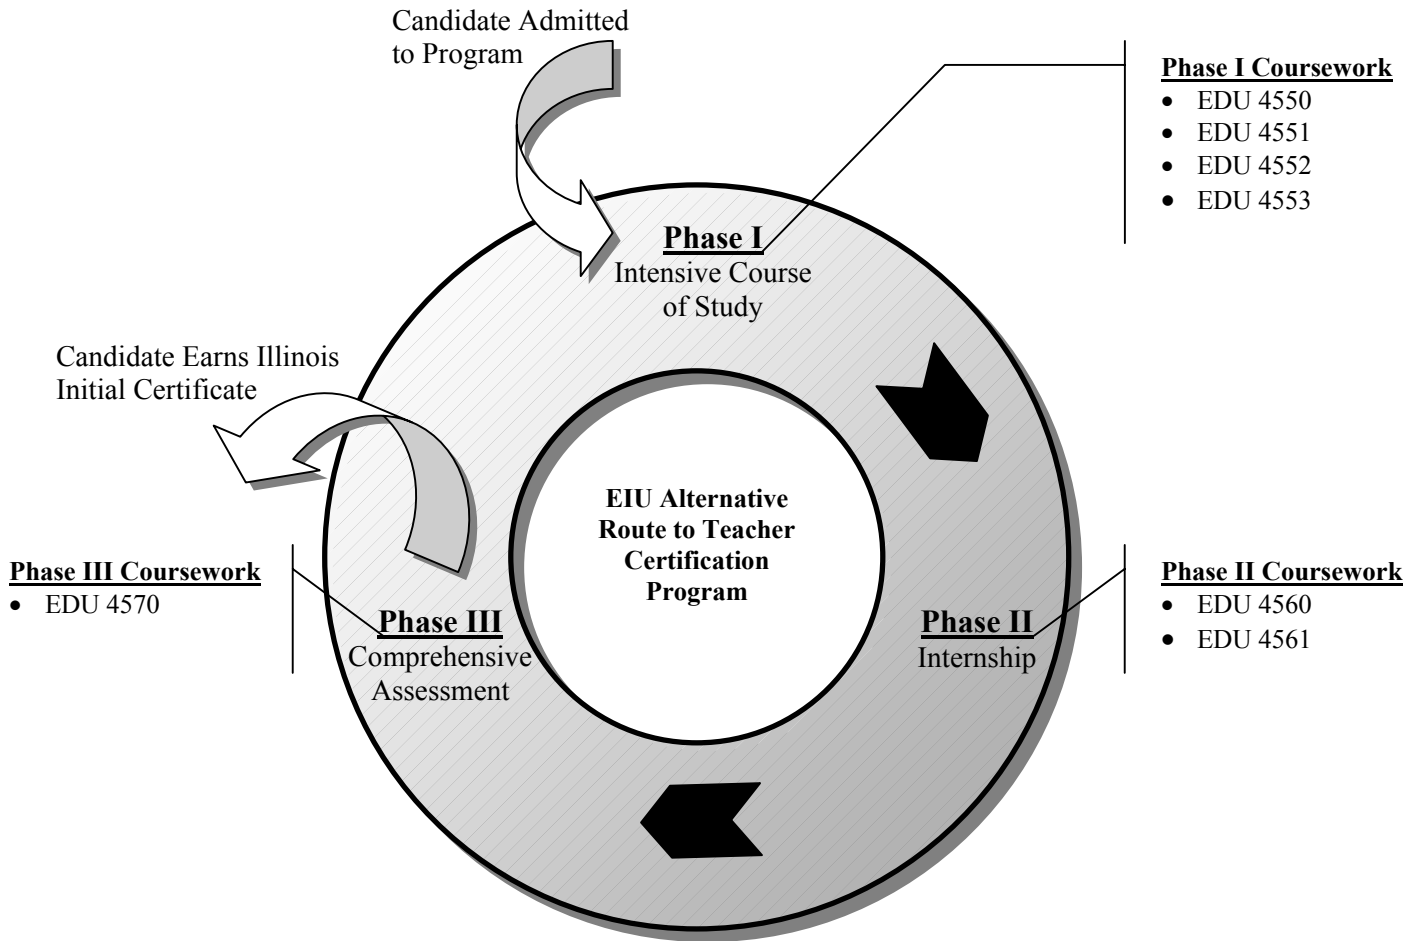 Candidate Admitted
to Program
Phase I Coursework
• EDU 4550
• EDU 4551
• EDU 4552
• EDU 4553
Phase I
Intensive Course
of Study
Candidate Earns Illinois
Initial Certificate
EIU Alternative
Route to Teacher
Certification
Program
Phase III Coursework
• EDU 4570
Phase III
Comprehensive
Assessment
Phase II
Internship
Phase II Coursework
• EDU 4560
• EDU 4561